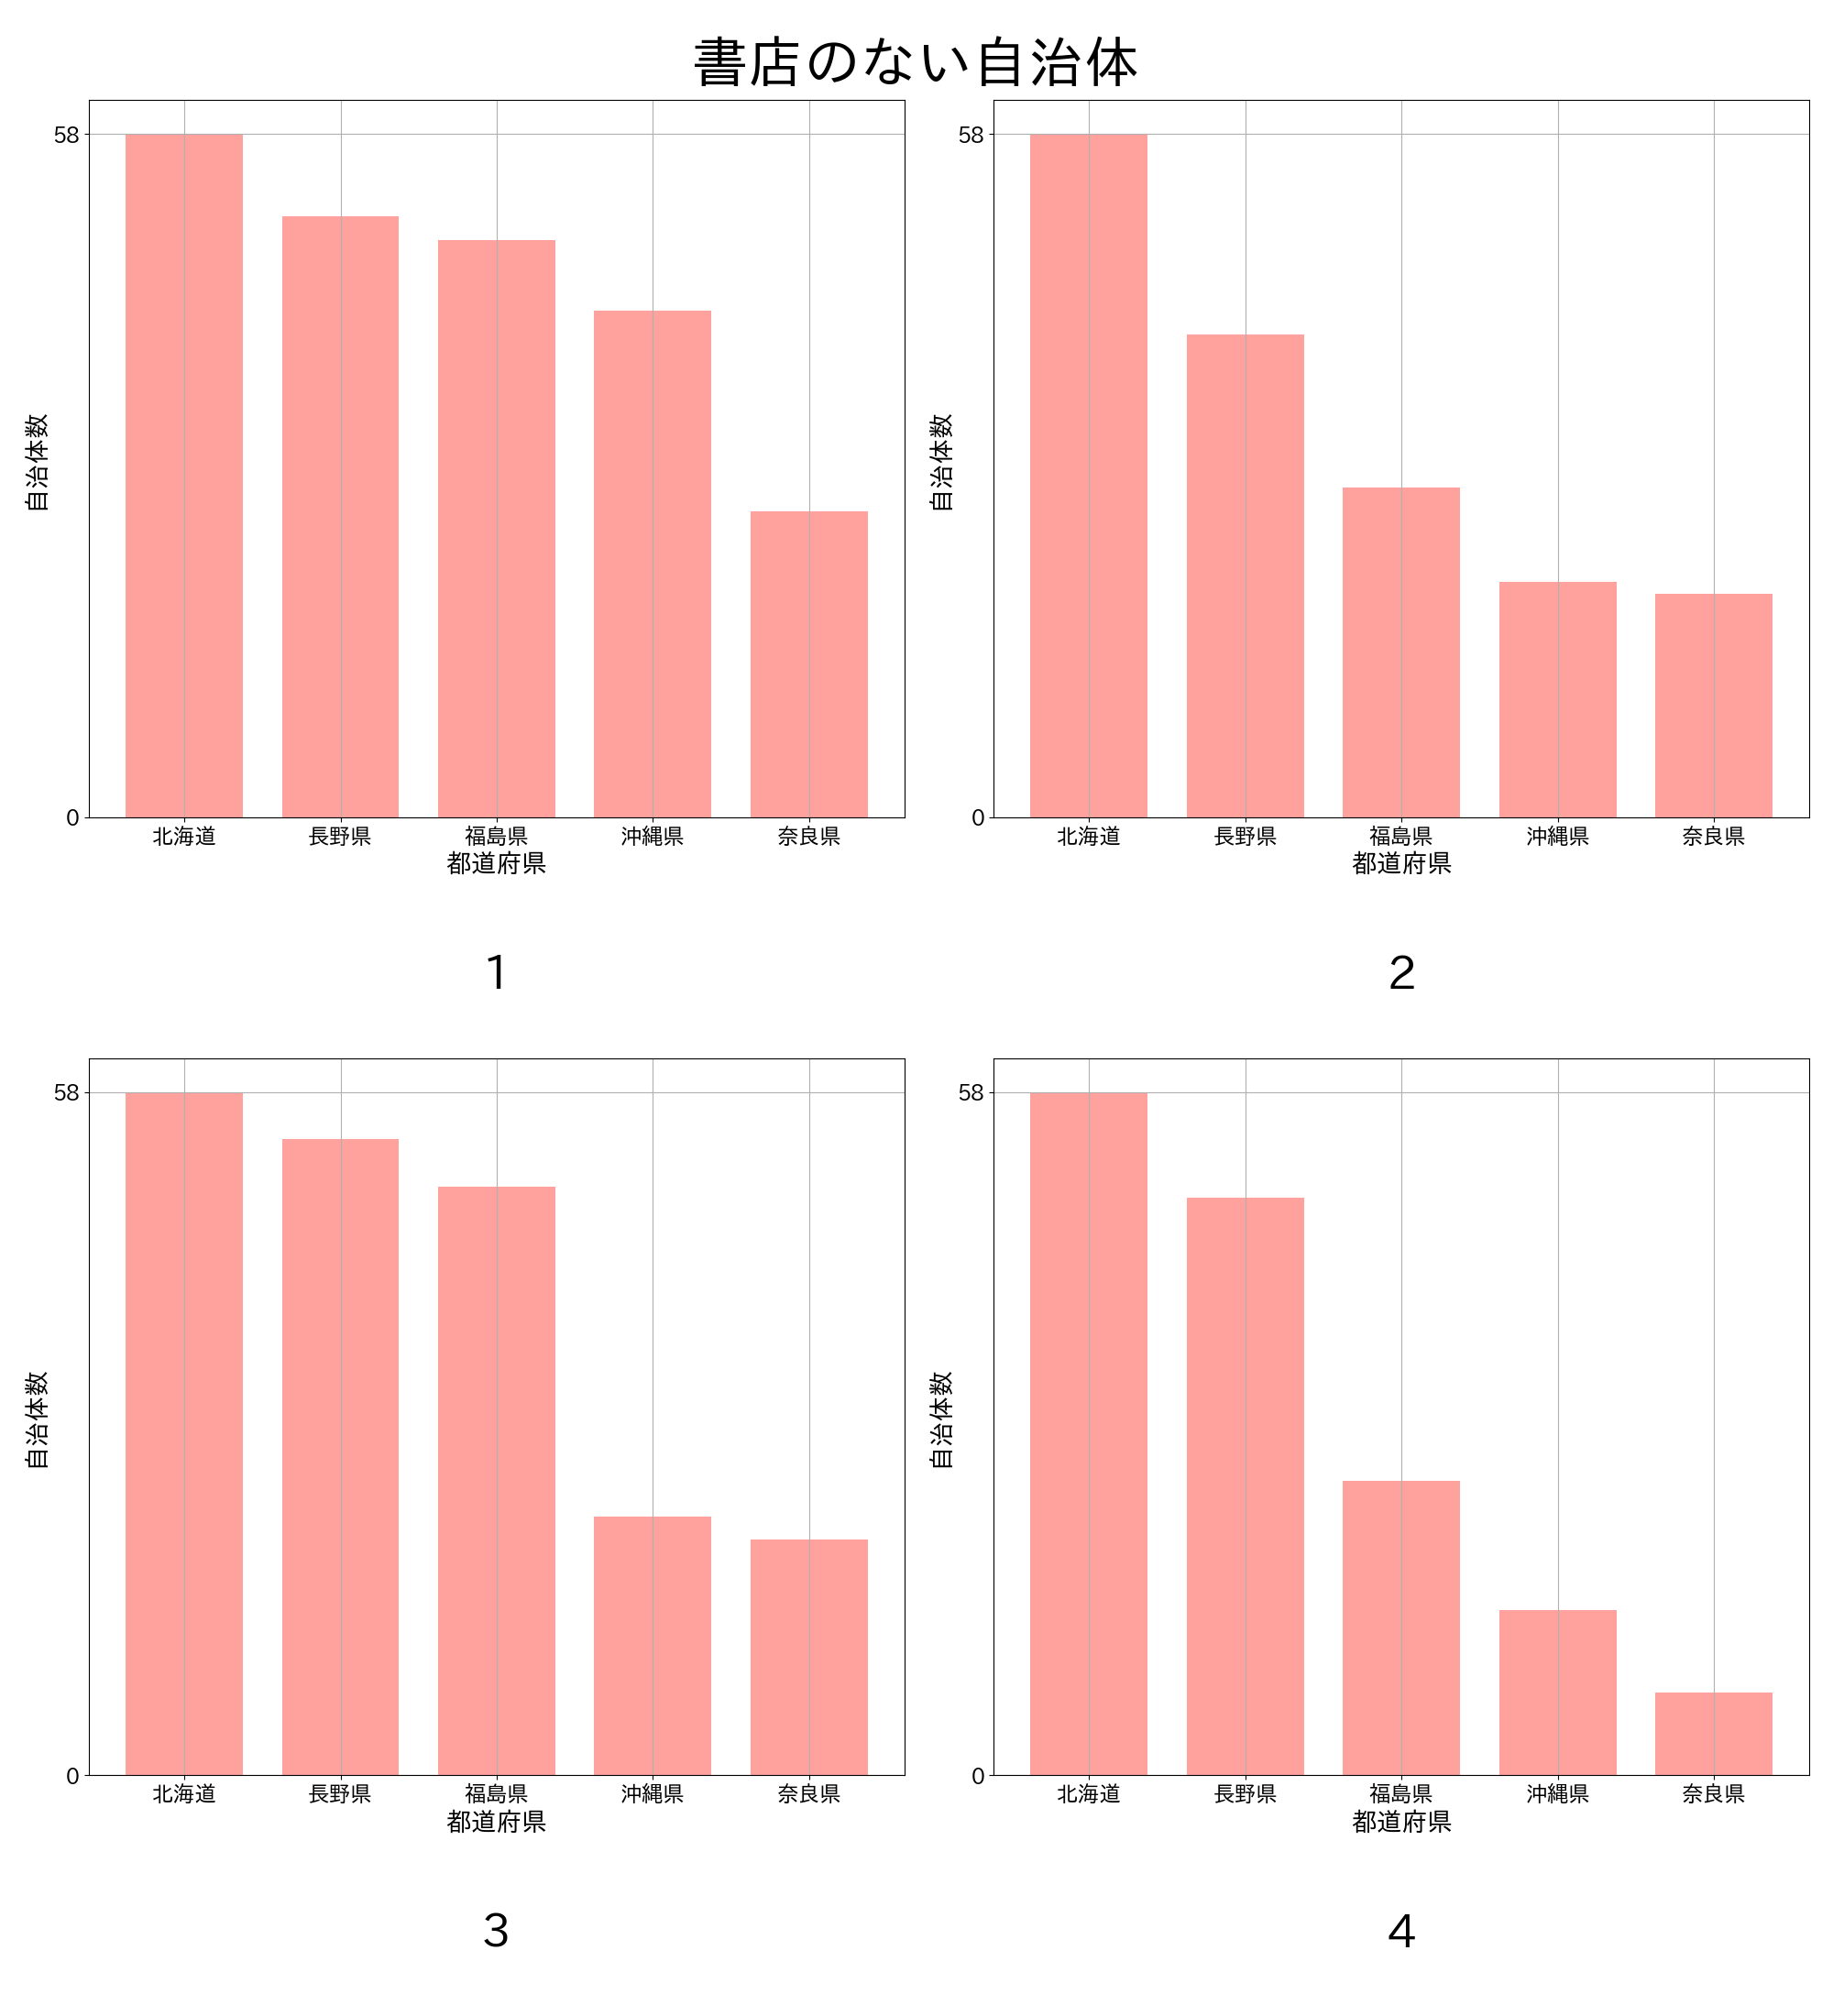 書店のない自治体
58
0
自治体数
北海道 長野県 福島県 沖縄県 奈良県
都道府県
1
58
0
自治体数
北海道 長野県 福島県 沖縄県 奈良県
都道府県
2
58
0
自治体数
北海道 長野県 福島県 沖縄県 奈良県
都道府県
3
58
0
自治体数
北海道 長野県 福島県 沖縄県 奈良県
都道府県
4